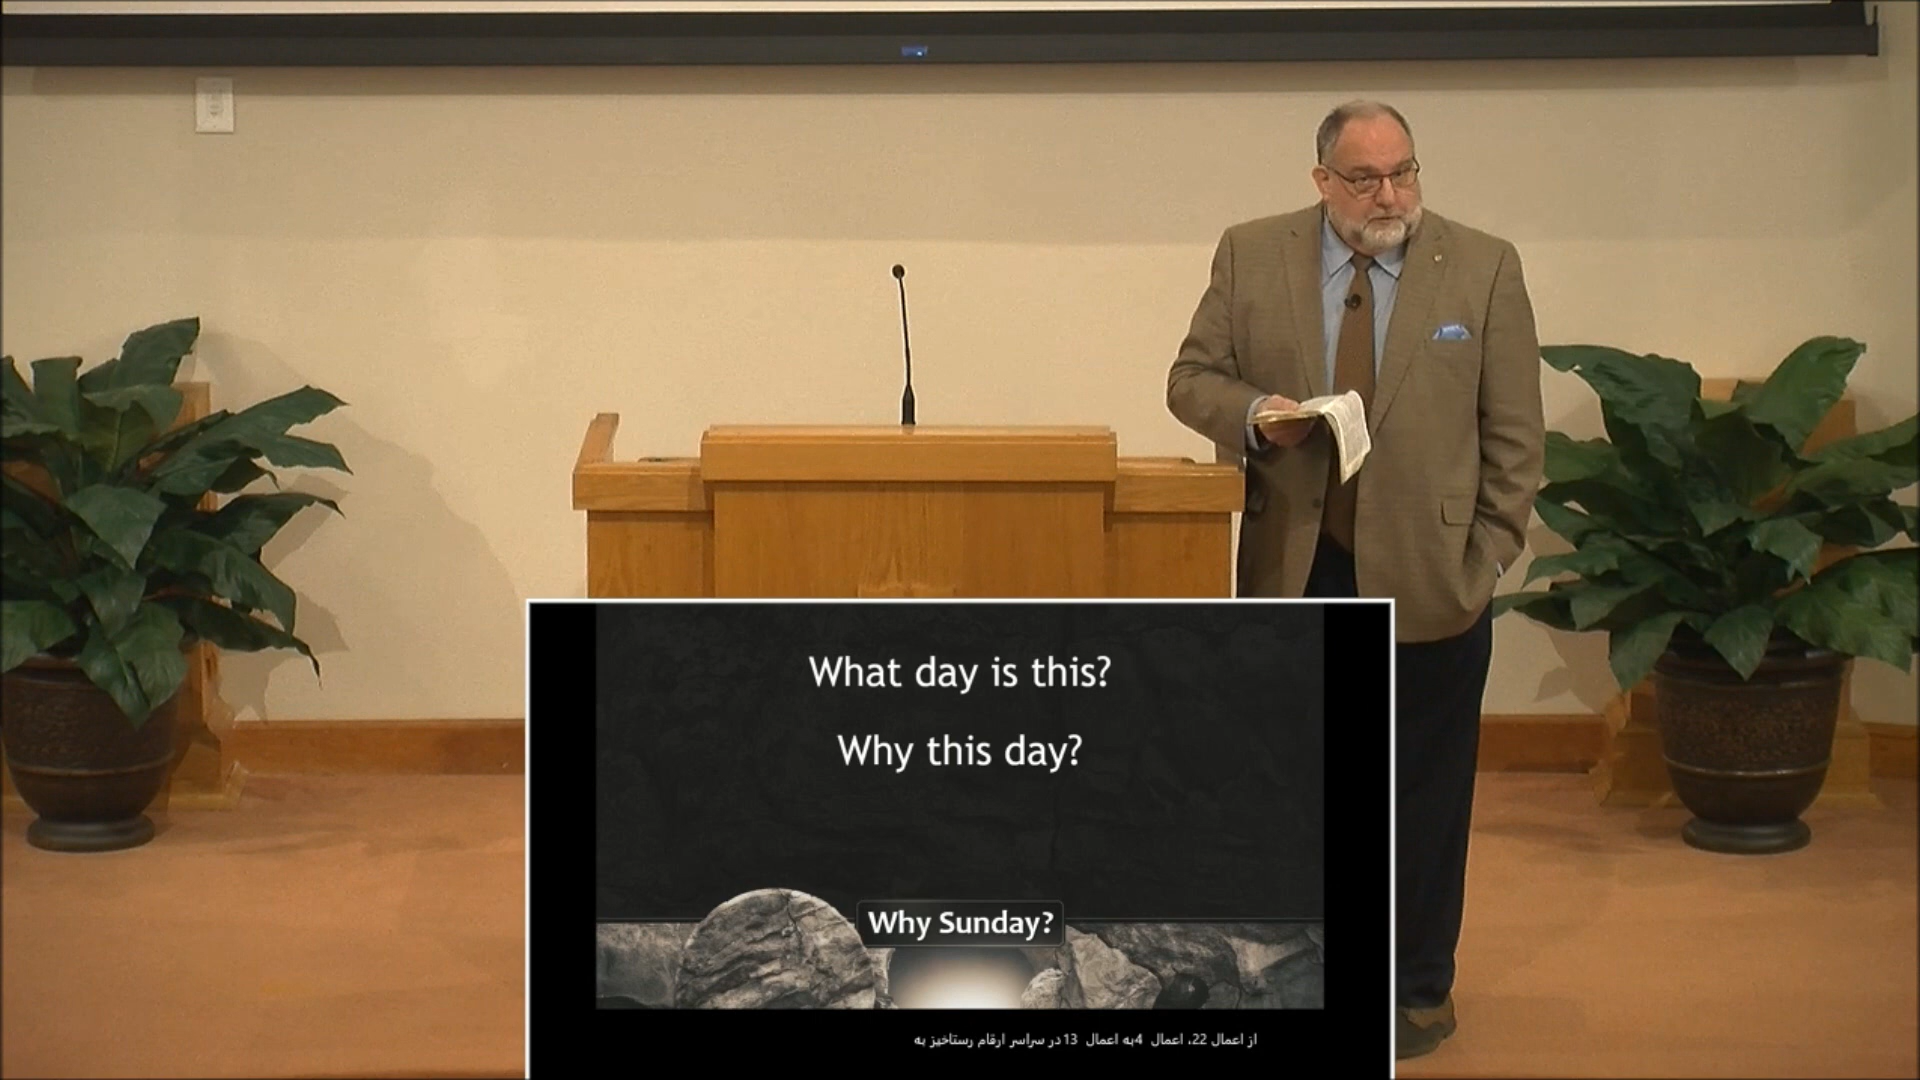 What day is this?
Why this day?
Why Sunday?
از اعمال 22، اعمال 4به اعمال 13در سراسر ارقام رستاخیز به